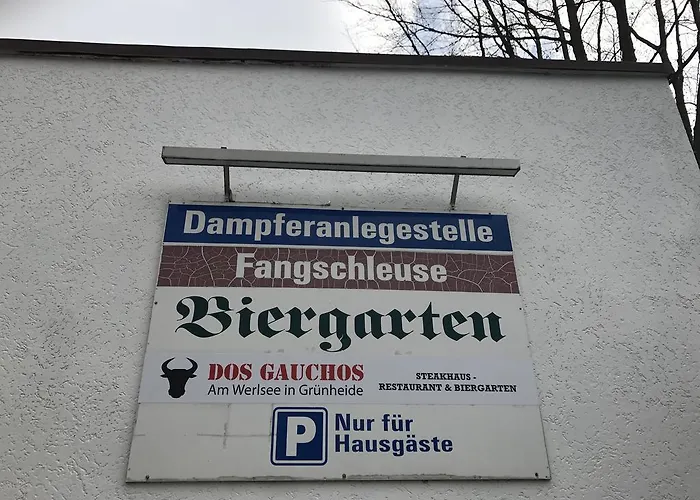 Dampferanlegestelle
Fangschleuse
Biergarten
DOS GAUCHOS
Am Werlsee in Grünheide
STEAKHAUS -
RESTAURANT & BIERGARTEN
P
Nur für
Hausgäste